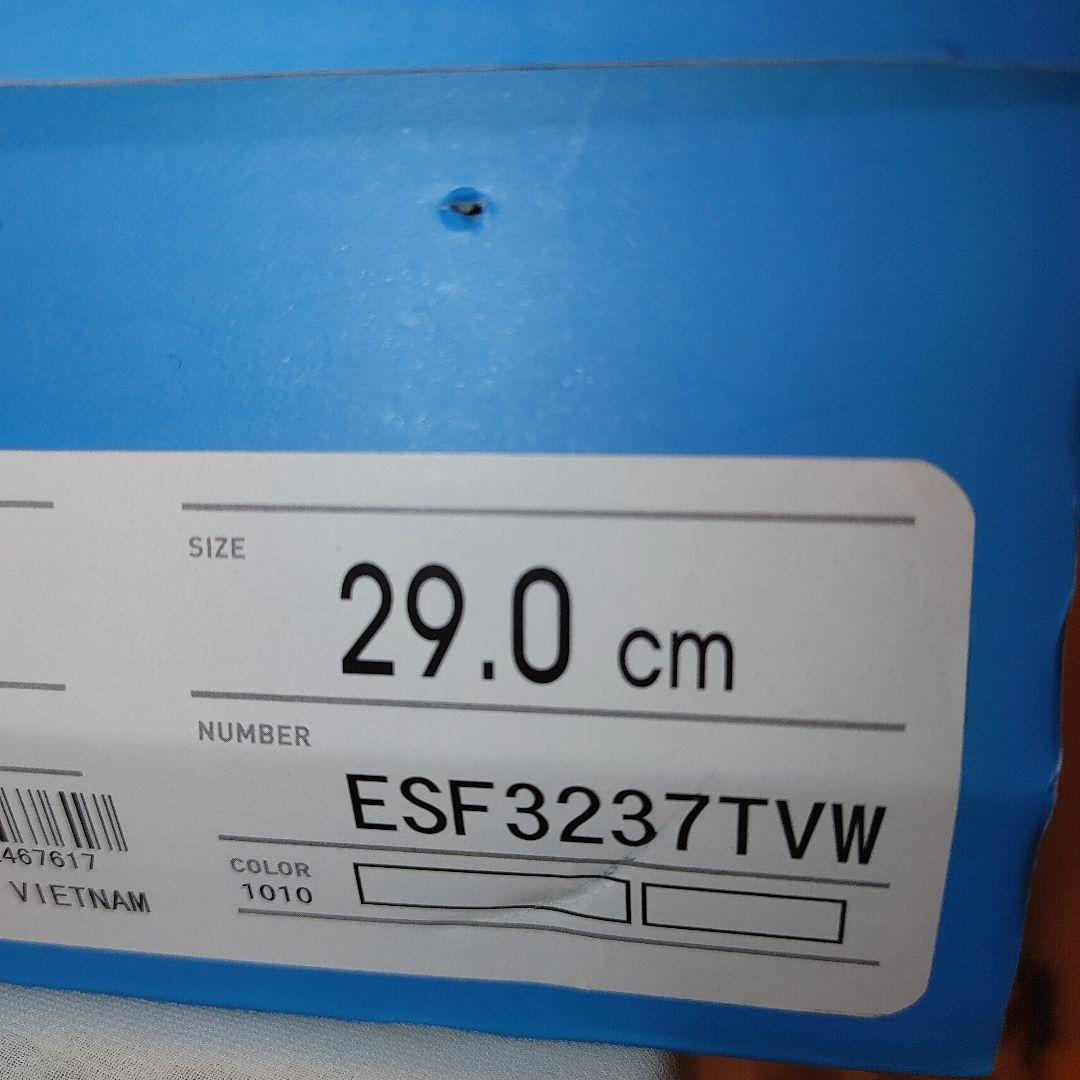 SIZE
29.0 cm
NUMBER
ESF3237TVW
467617
COLOR
1010
VIETNAM